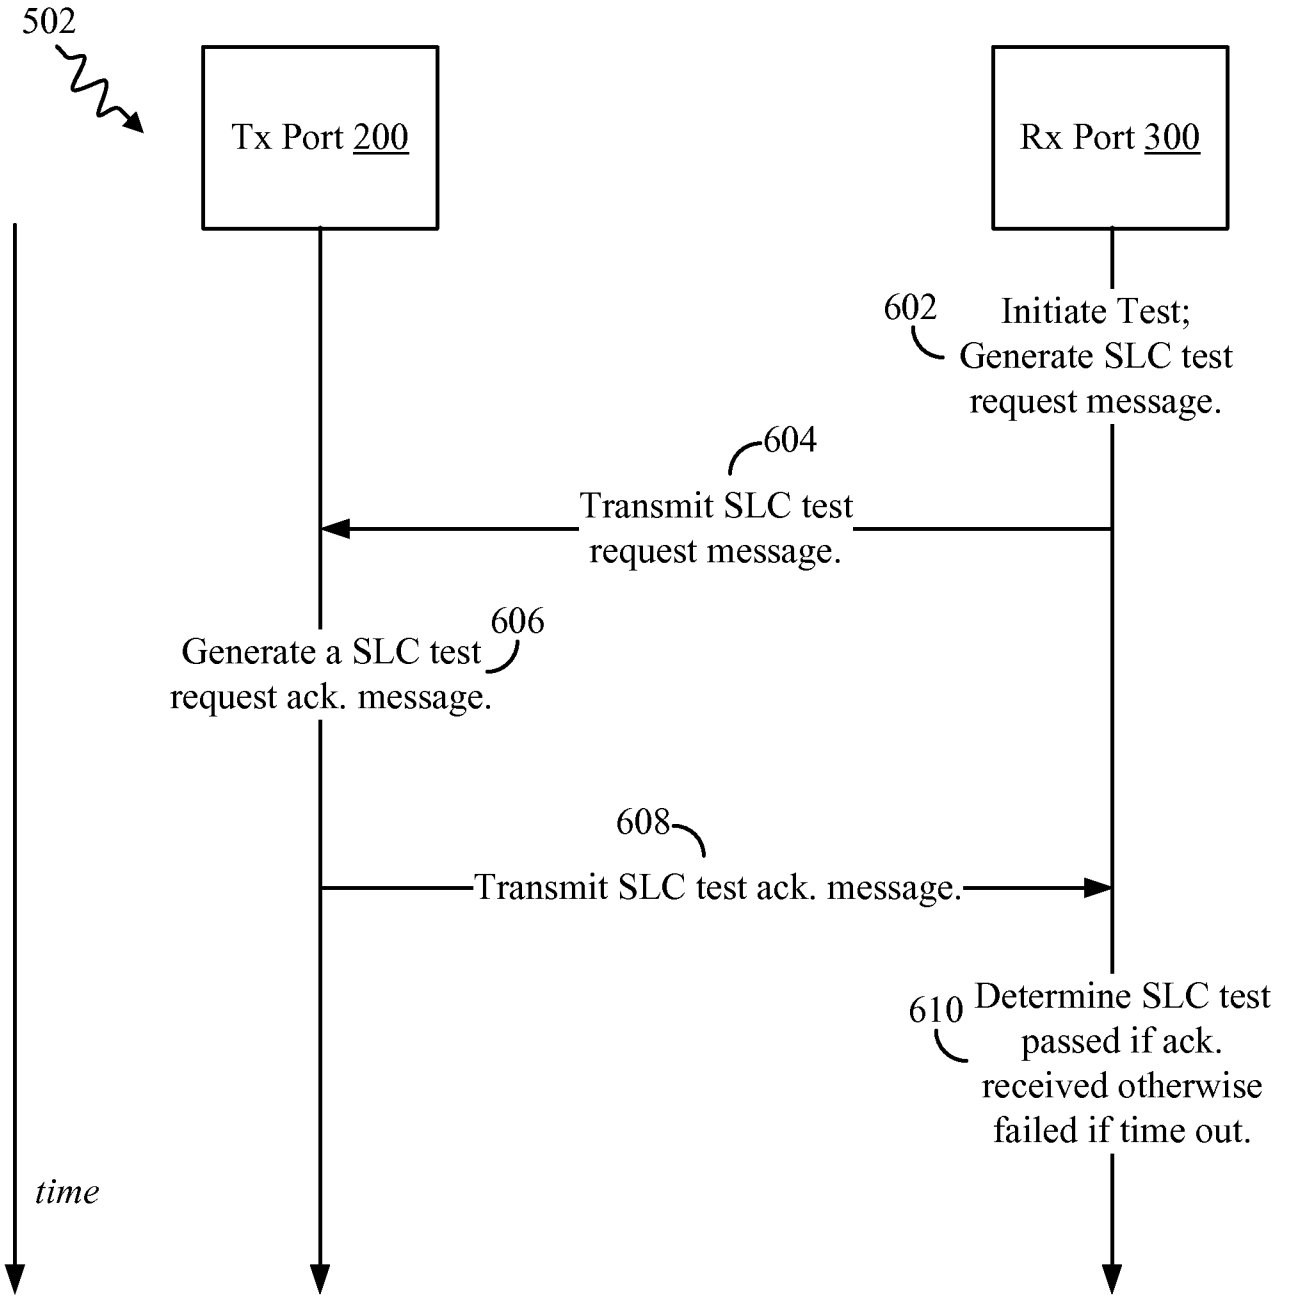 502
Tx Port 200
Rx Port 300
602
Initiate Test;
Generate SLC test
request message.
604
Transmit SLC test
request message.
606
Generate a SLC test
request ack. message.
608
Transmit SLC test ack. message.
610
Determine SLC test
passed if ack.
received otherwise
failed if time out.
time